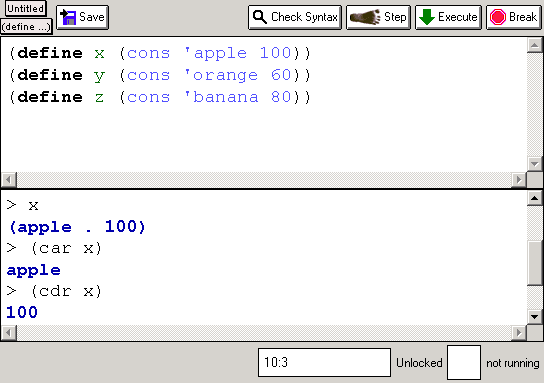 Untitled
(define ...)
Save
Check Syntax
Step
Execute
Break
(define x (cons 'apple 100))
(define y (cons 'orange 60))
(define z (cons 'banana 80))
> x
(apple . 100)
> (car x)
apple
> (cdr x)
100
10:3
Unlocked
not running